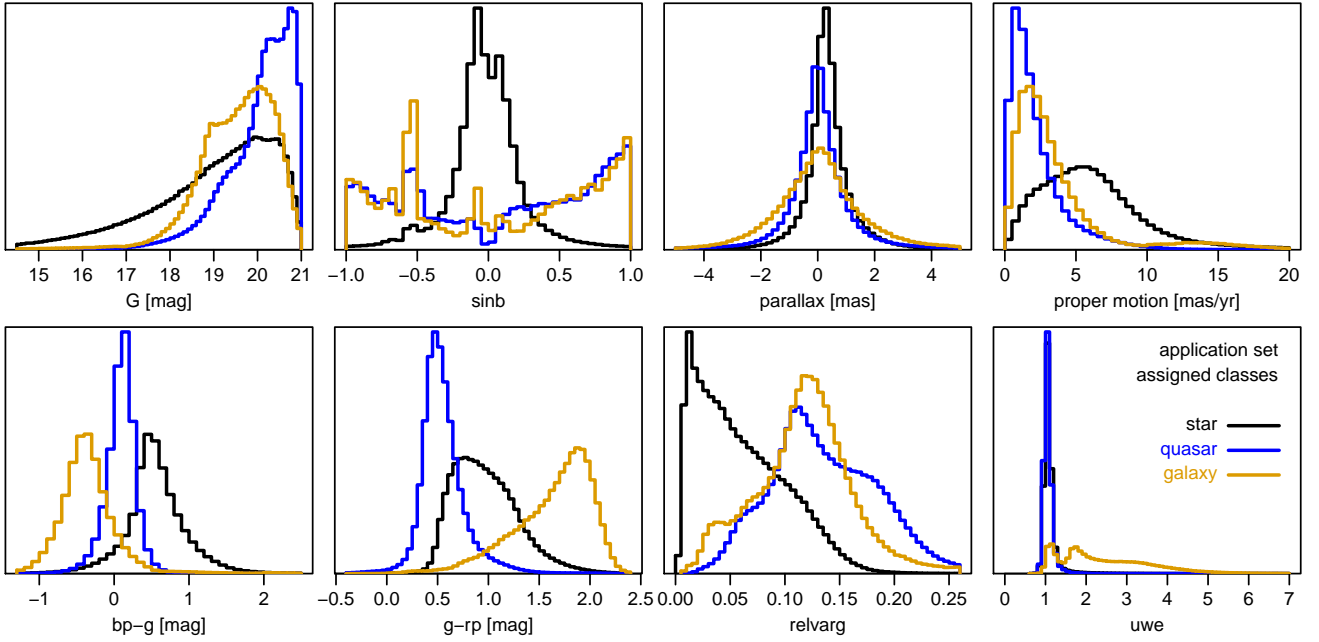 15 16 17 18 19 20 21
G [mag]
−1.0 −0.5 0.0 0.5 1.0
sinb
−4 −2 0 2 4
parallax [mas]
0 5 10 15 20
proper motion [mas/yr]
−1 0 1 2
bp−g [mag]
−0.5 0.0 0.5 1.0 1.5 2.0 2.5
g−rp [mag]
0.00 0.05 0.10 0.15 0.20 0.25
relvarg
application set
assigned classes
star
quasar
galaxy
0 1 2 3 4 5 6 7
uwe